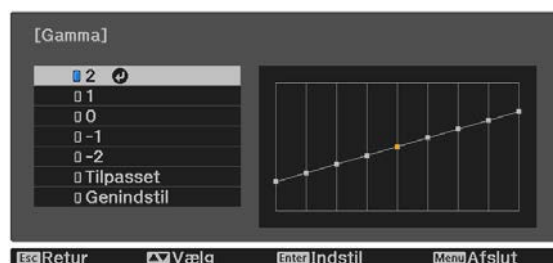 [Gamma]
2
1
0
-1
-2
Tilpasset
Genindstil
Esc Retur Vælg Enter Indstil Menu Afslut